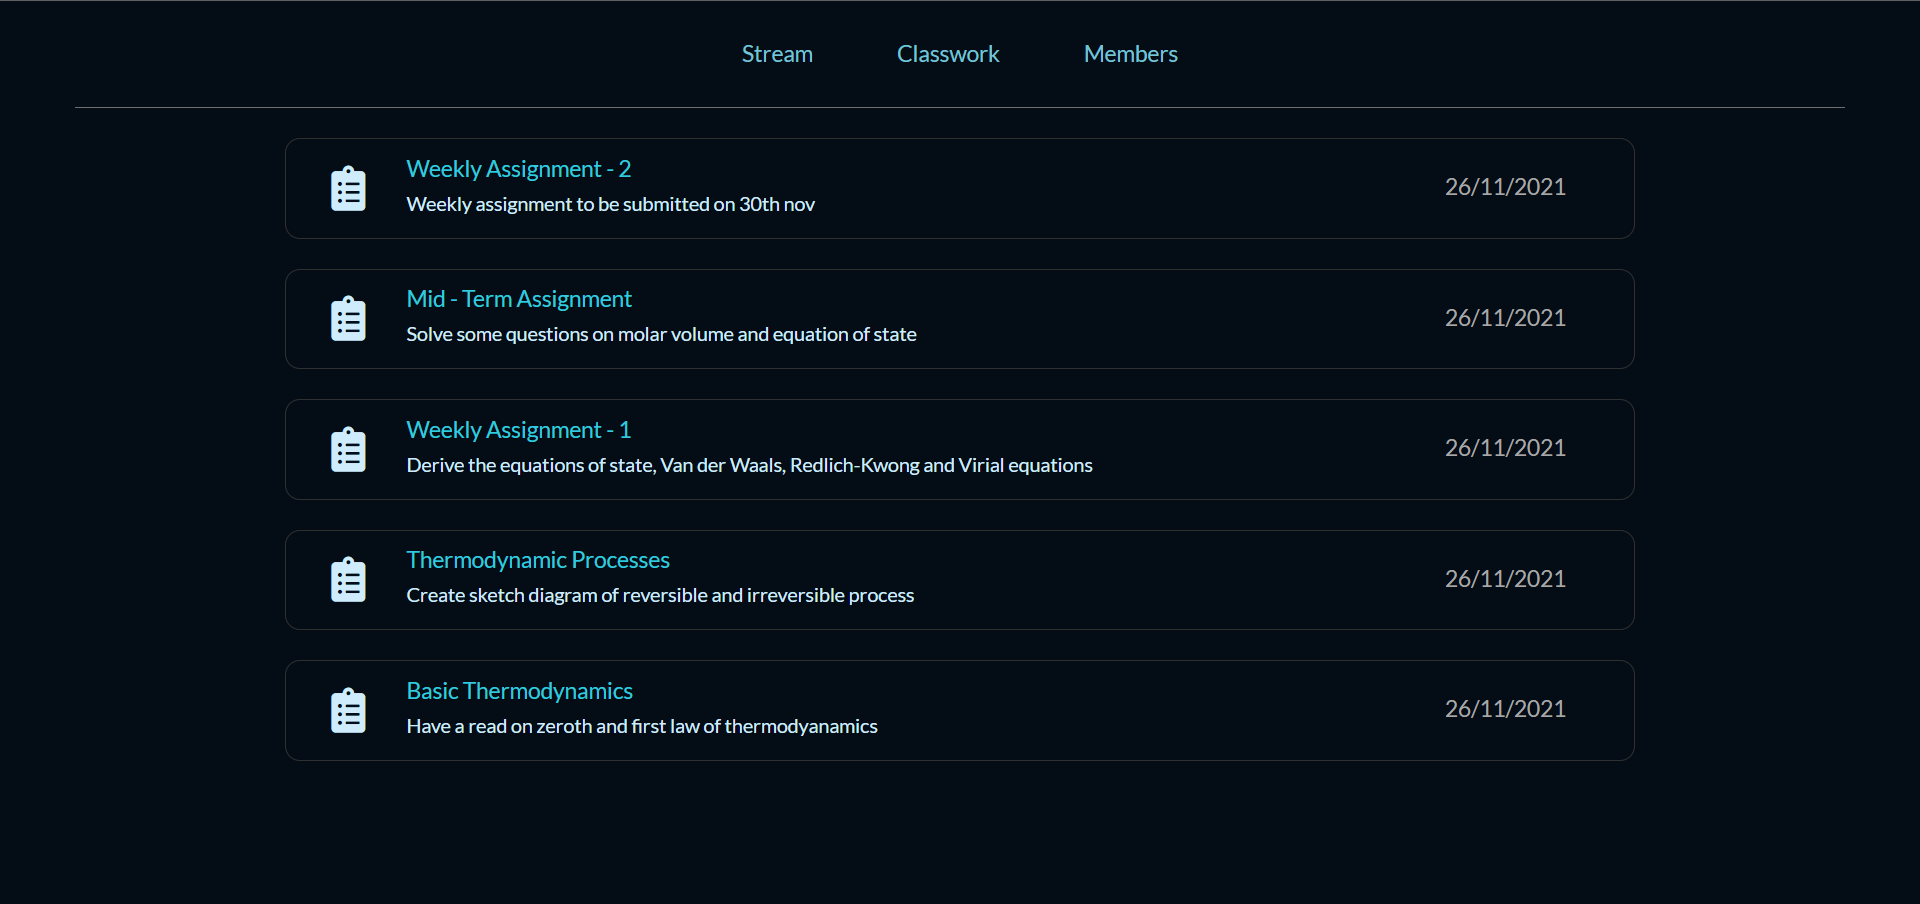 Stream Classwork Members
Weekly Assignment - 2
Weekly assignment to be submitted on 30th nov
26/11/2021
Mid - Term Assignment
Solve some questions on molar volume and equation of state
26/11/2021
Weekly Assignment - 1
Derive the equations of state, Van der Waals, Redlich-Kwong and Virial equations
26/11/2021
Thermodynamic Processes
Create sketch diagram of reversible and irreversible process
26/11/2021
Basic Thermodynamics
Have a read on zeroth and first law of thermodyanamics
26/11/2021